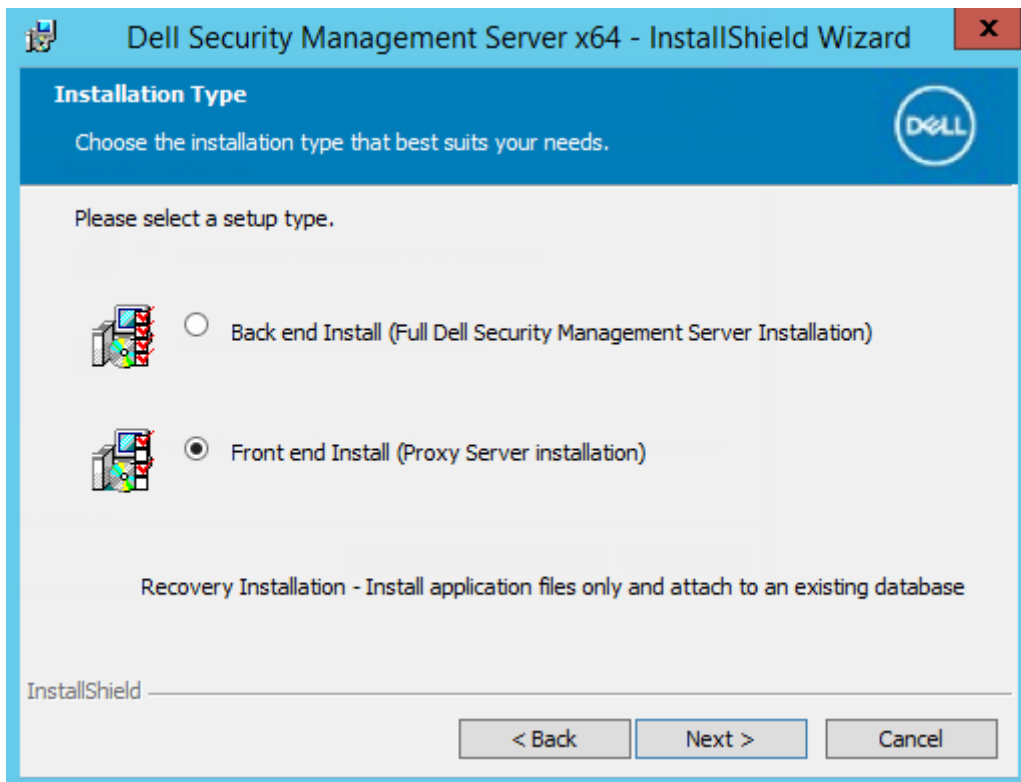 Dell Security Management Server x64 - InstallShield Wizard
x
Installation Type
DELL
Choose the installation type that best suits your needs.
Please select a setup type.
Back end Install (Full Dell Security Management Server Installation)
Front end Install (Proxy Server installation)
Recovery Installation - Install application files only and attach to an existing database
InstallShield
< Back
Next >
Cancel